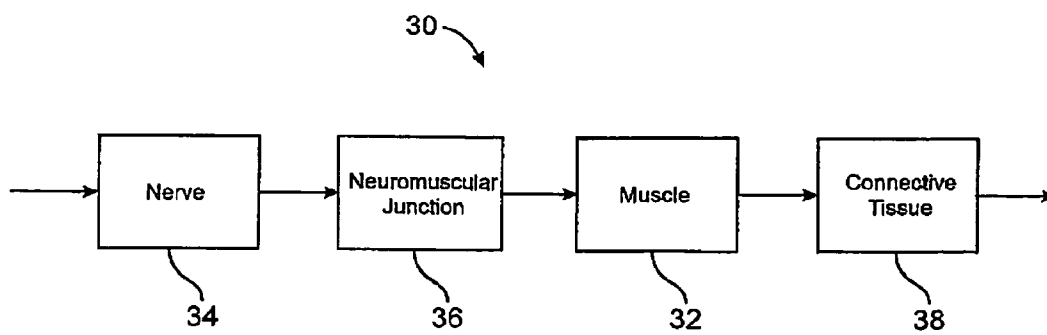 30
Nerve
Neuromuscular
Junction
Muscle
Connective
Tissue
34
36
32
38